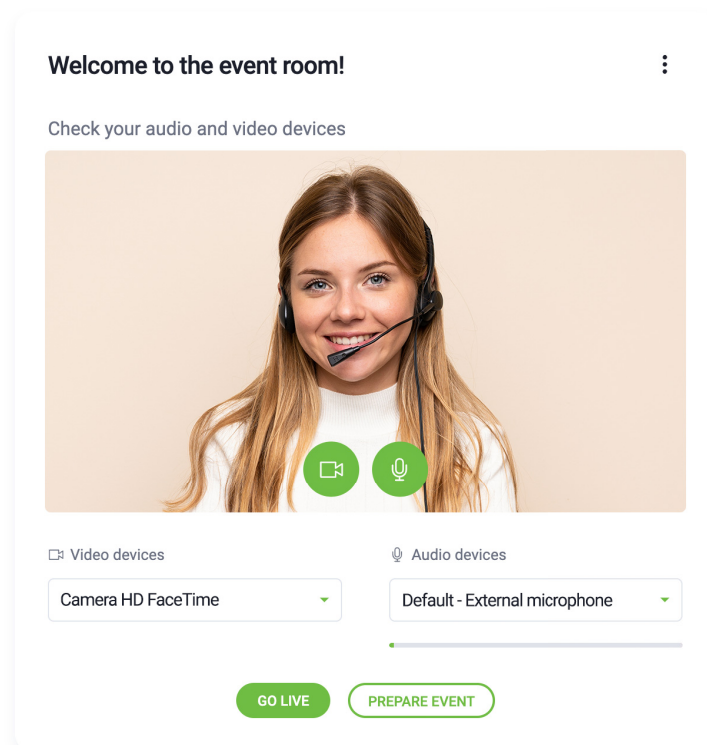 Welcome to the event room!
Check your audio and video devices
Video devices
Audio devices
Camera HD FaceTime
Default - External microphone
GO LIVE
PREPARE EVENT